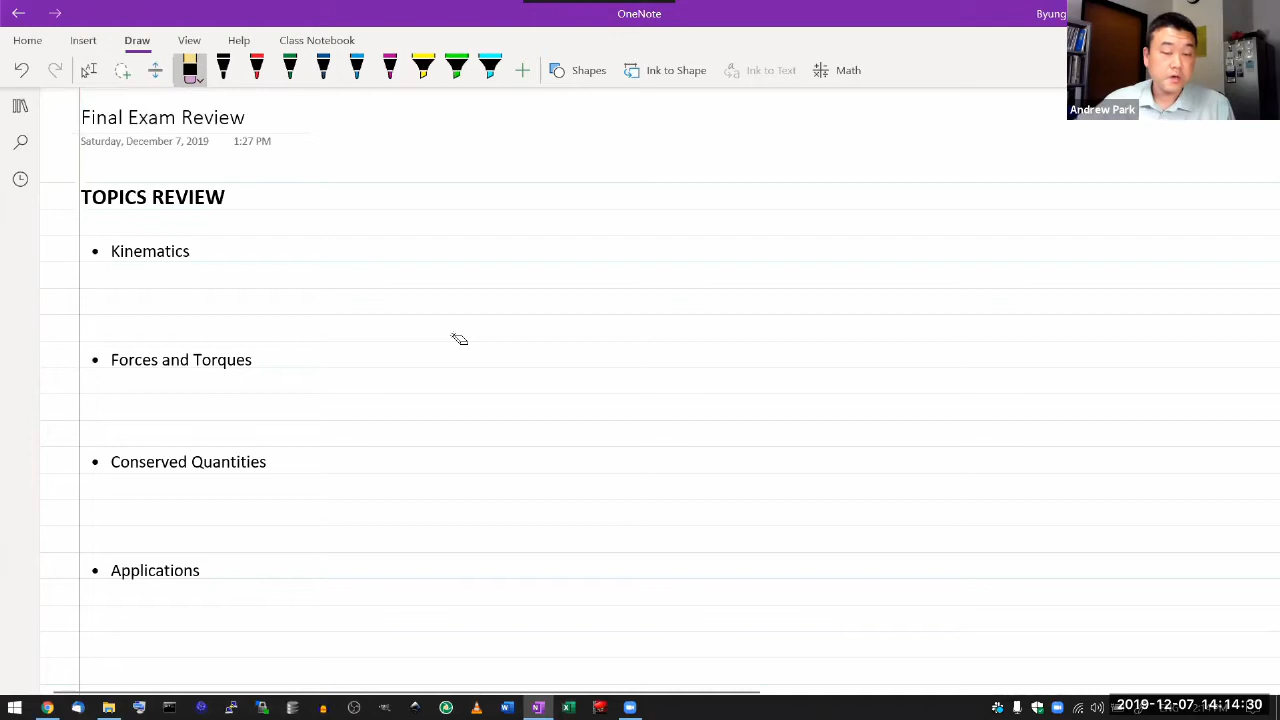 OneNote
Byung
Home Insert Draw View Help Class Notebook
Shapes Ink to Shape Ink to Text Math
Andrew Park
Final Exam Review
Saturday, December 7, 2019 1:27 PM
TOPICS REVIEW
• Kinematics
• Forces and Torques
• Conserved Quantities
• Applications
2019-12-07 14:14:30